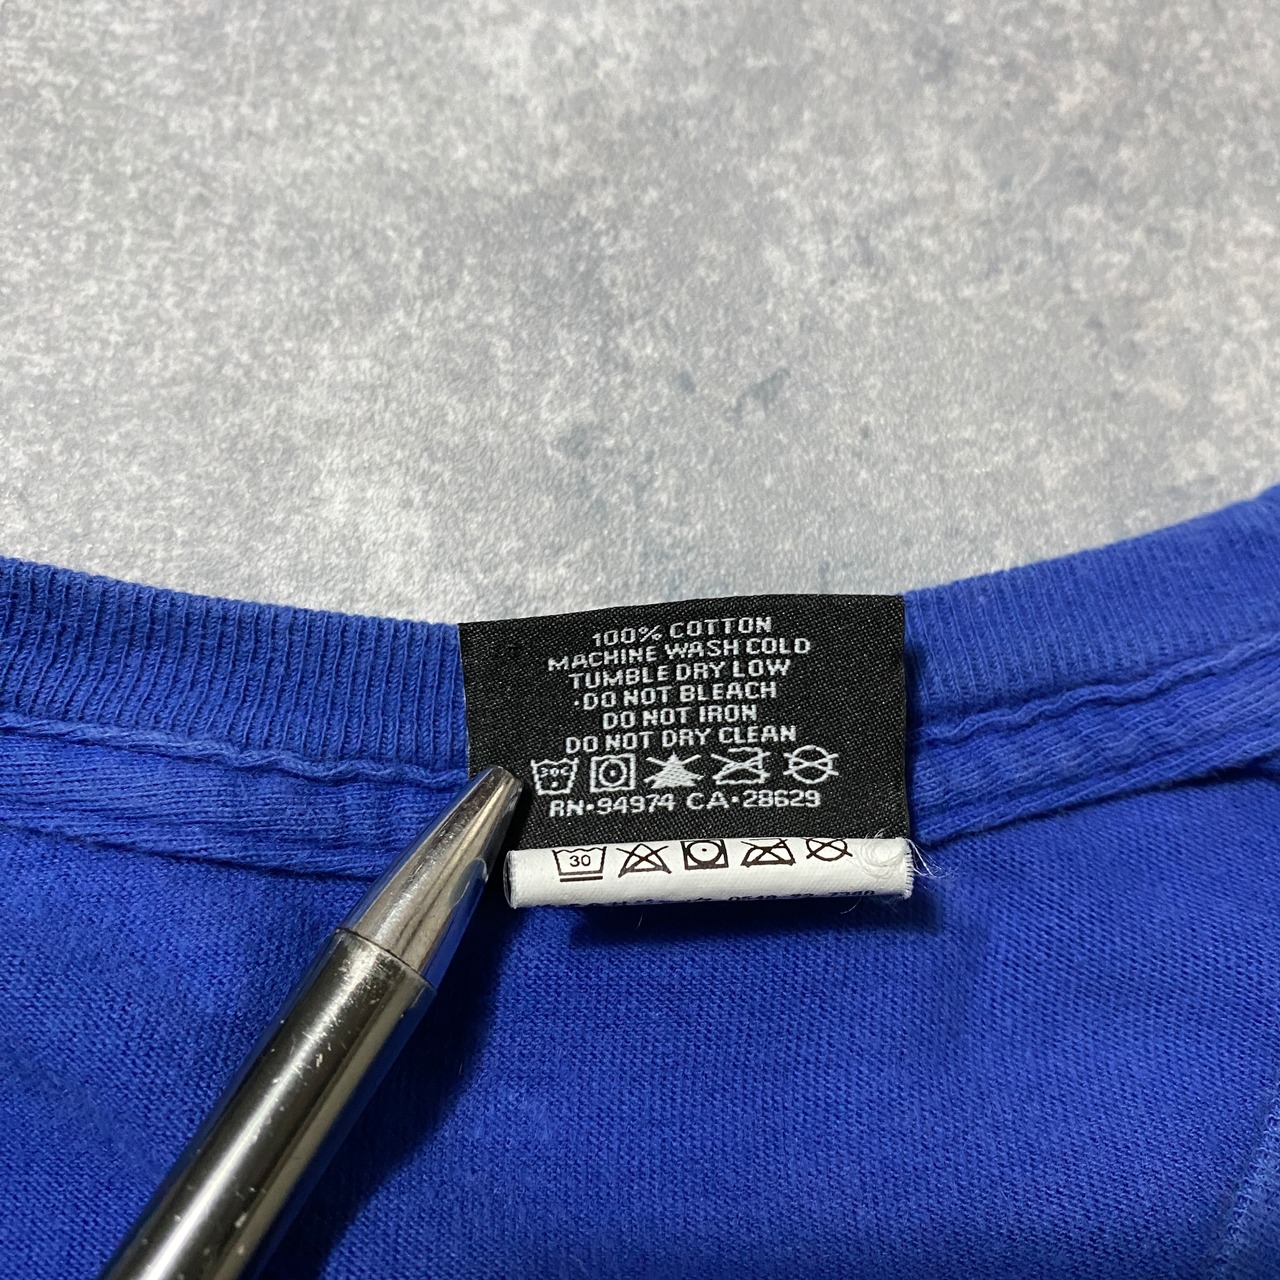 100% COTTON
MACHINE WASH COLD
TUMBLE DRY LOW
·DO NOT BLEACH
DO NOT IRON
DO NOT DRY CLEAN
30C
RN·94974 CA·28629
30